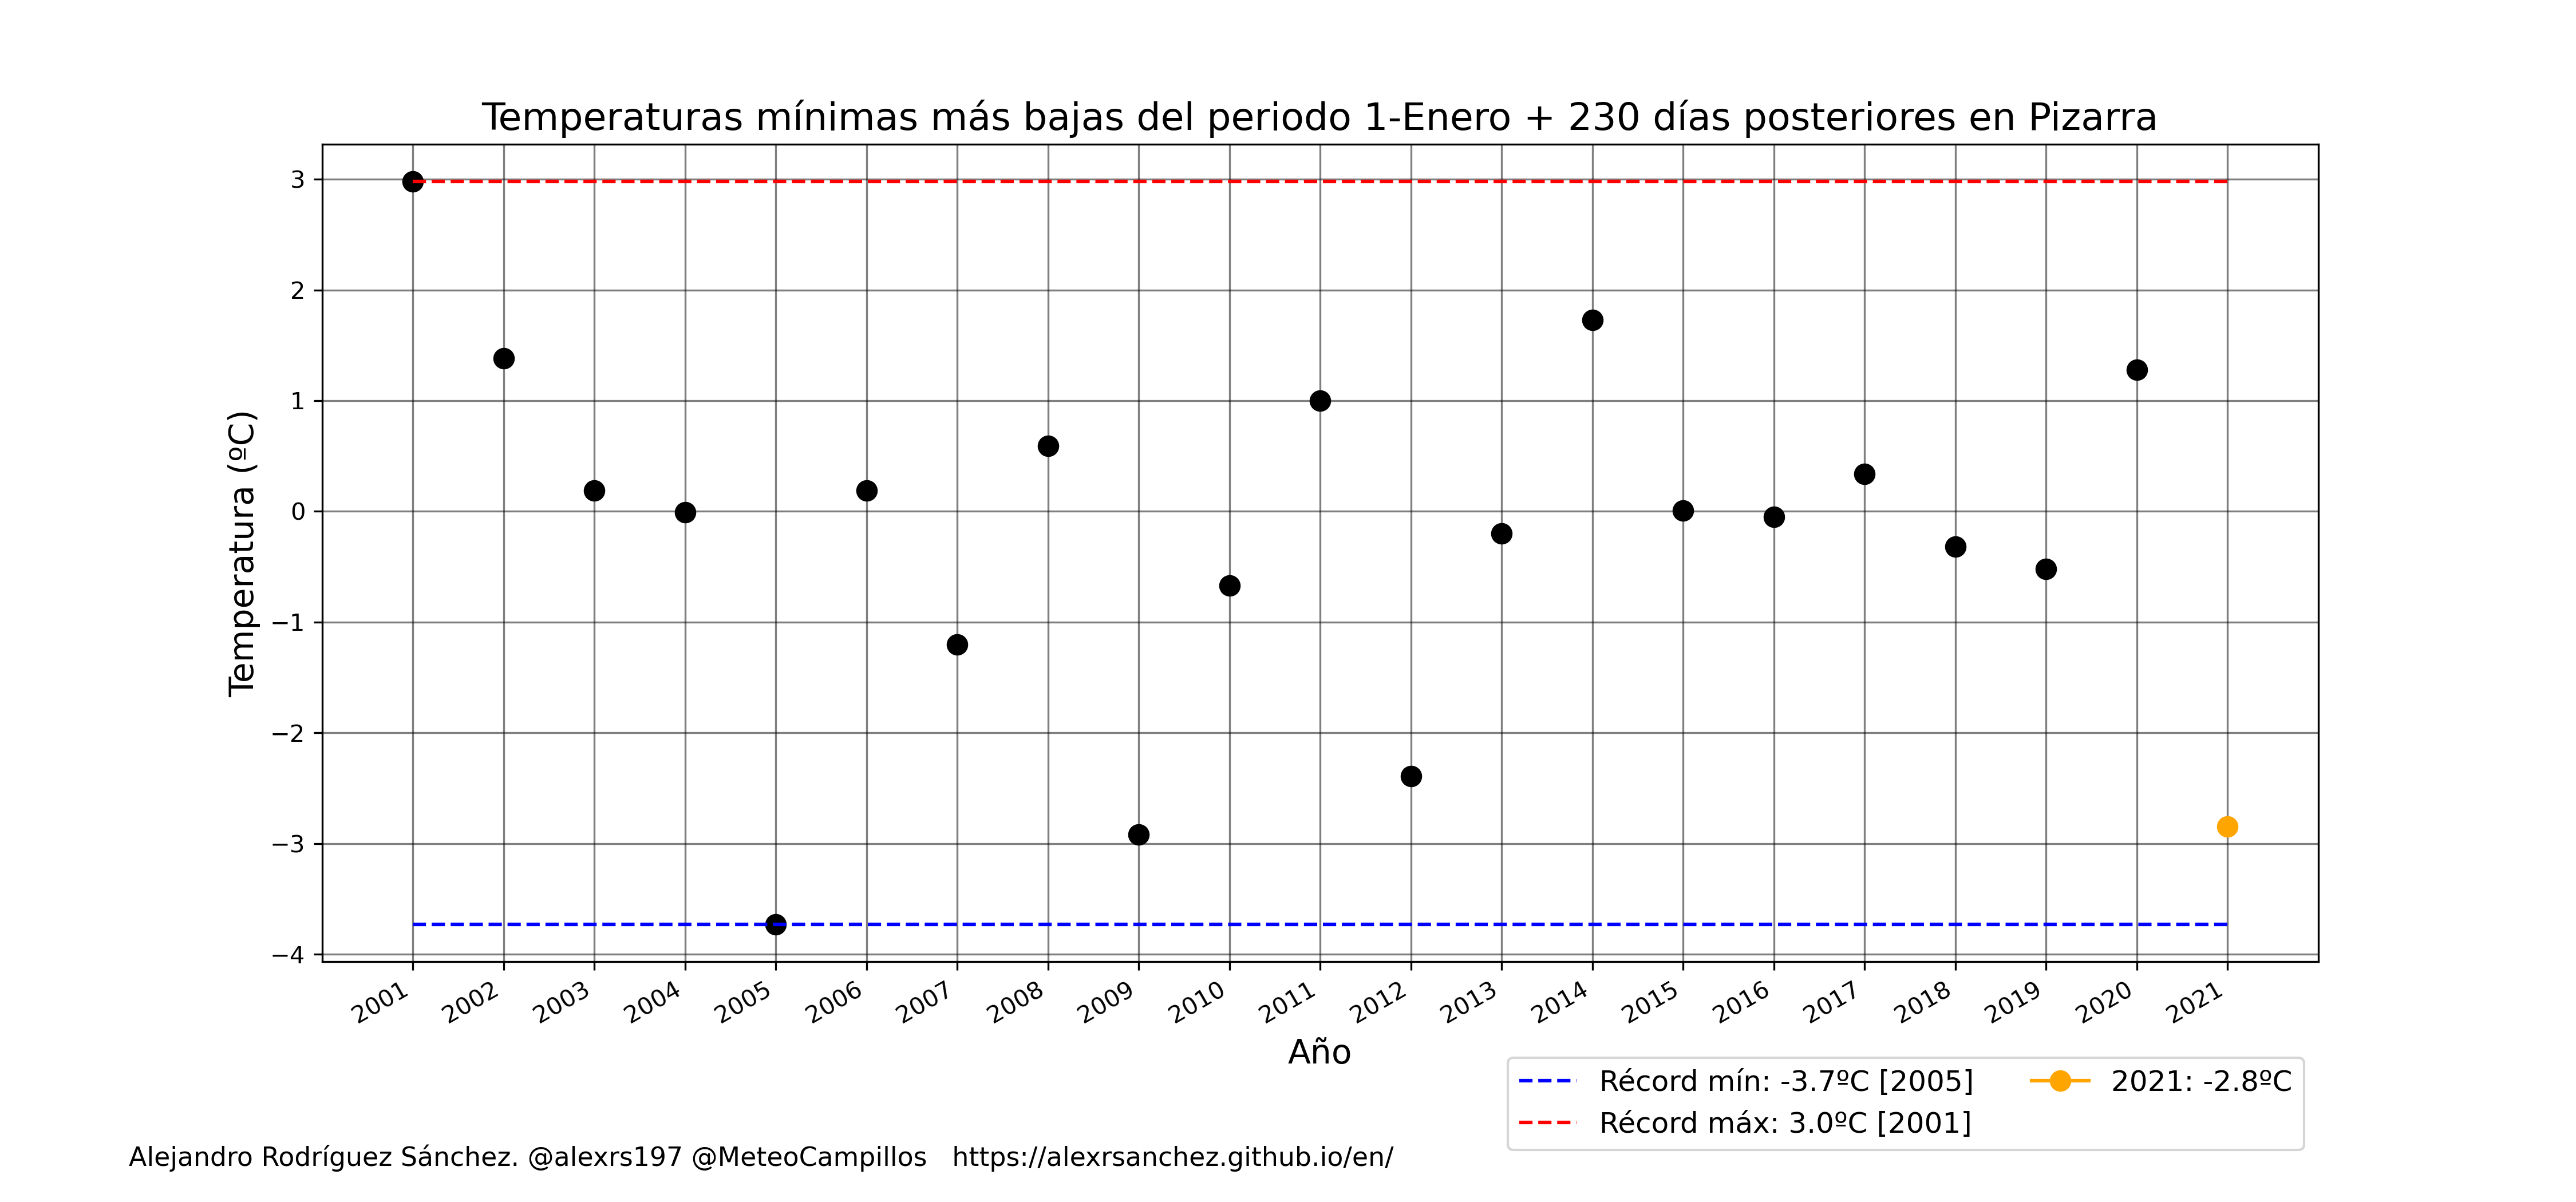 Temperaturas mínimas más bajas del periodo 1-Enero + 230 días posteriores en Pizarra
Temperatura (ºC)
3
2
1
0
−1
−2
−3
−4
2001 2002 2003 2004 2005 2006 2007 2008 2009 2010 2011 2012 2013 2014 2015 2016 2017 2018 2019 2020 2021
Año
Récord mín: -3.7ºC [2005]
Récord máx: 3.0ºC [2001]
2021: -2.8ºC
Alejandro Rodríguez Sánchez. @alexrs197 @MeteoCampillos https://alexrsanchez.github.io/en/